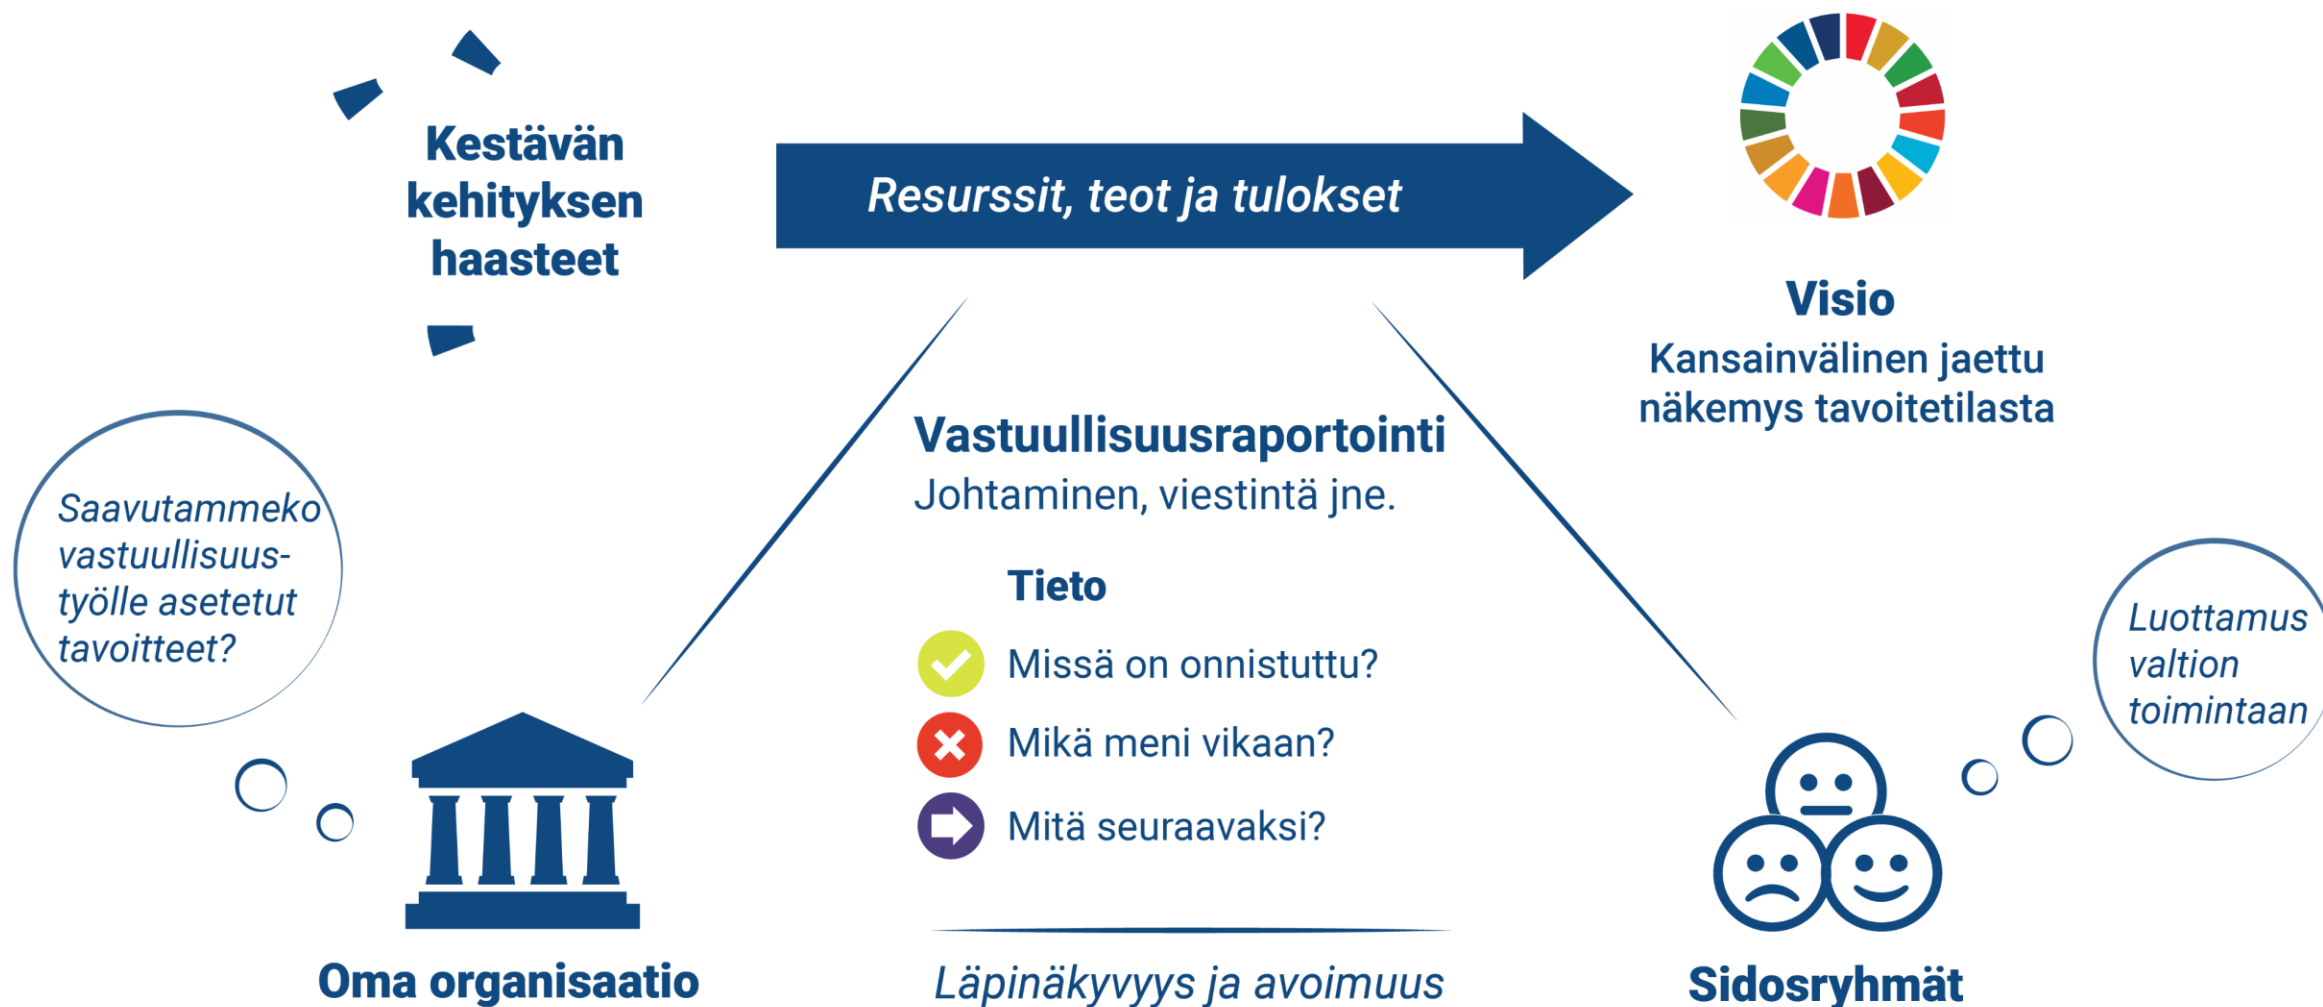 Kestävän
kehityksen
haasteet
Resurssit, teot ja tulokset
Visio
Kansainvälinen jaettu
näkemys tavoitetilasta
Vastuullisuusraportointi
Johtaminen, viestintä jne.
Saavutammeko
vastuullisuus-
työlle asetetut
tavoitteet?
Tieto
Missä on onnistuttu?
Mikä meni vikaan?
Mitä seuraavaksi?
Luottamus
valtion
toimintaan
Oma organisaatio
Läpinäkyvyys ja avoimuus
Sidosryhmät